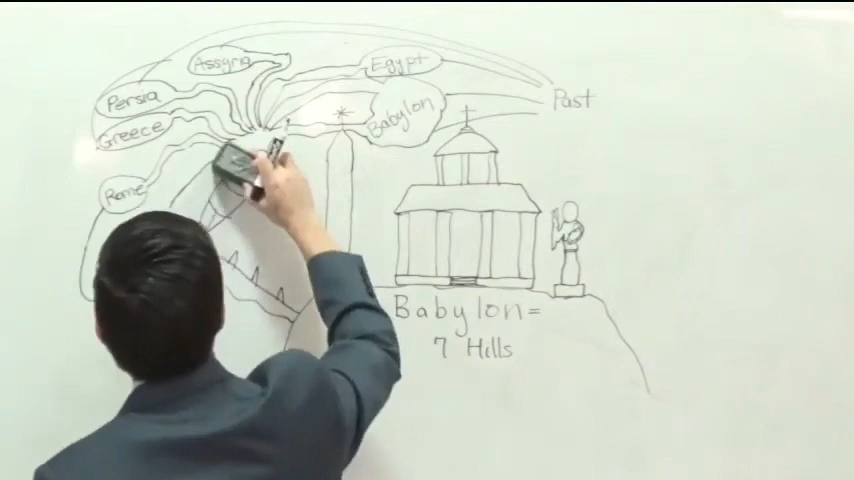 Assyria
Egypt
Persia
Babylon
Past
Greece
Rome
Babylon=
7 Hills